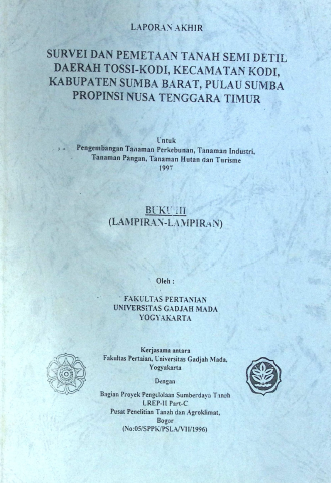 LAPORAN AKHIR
SURVEI DAN PEMETAAN TANAH SEMI DETIL
DAERAH TOSSI-KODI, KECAMATAN KODI,
KABUPATEN SUMBA BARAT, PULAU SUMBA
PROPINSI NUSA TENGGARA TIMUR
Untuk
Pengembangan Tanaman Perkebunan, Tanaman Industri,
Tanaman Pangan, Tanaman Hutan dan Turisme
1997
BUKU III
(LAMPIRAN-LAMPIRAN)
Oleh :
FAKULTAS PERTANIAN
UNIVERSITAS GADJAH MADA
YOGYAKARTA
Kerjasama antara
Fakultas Pertanian, Universitas Gadjah Mada,
Yogyakarta
Dengan
Bagian Proyek Pengelolaan Sumberdaya Tanah
LREP-II Part-C
Pusat Penelitian Tanah dan Agroklimat,
Bogor
(No:05/SPPK/PSLA/VII/1996)